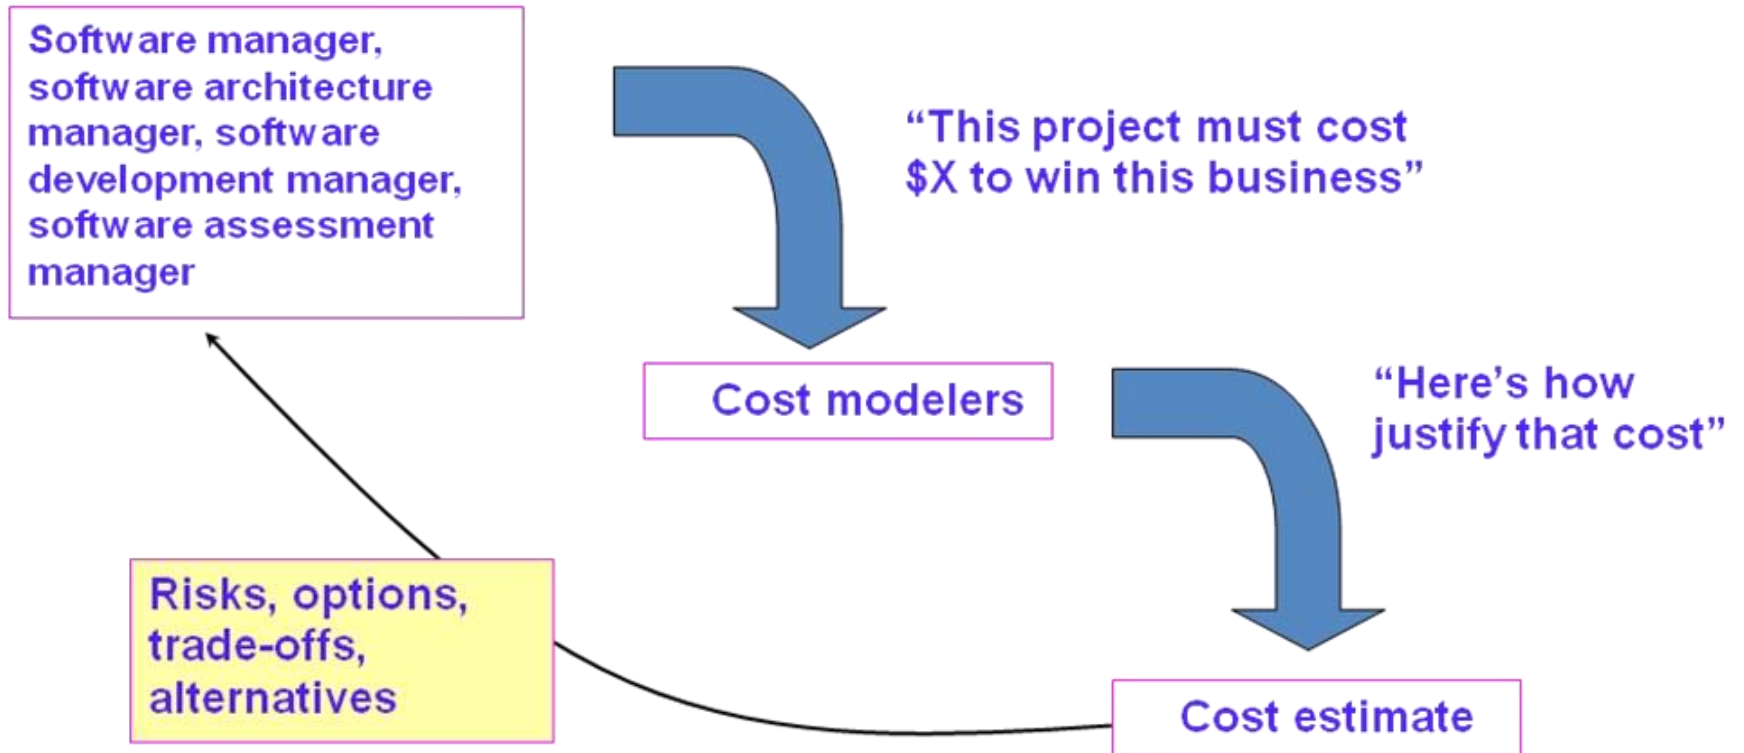 Software manager,
software architecture
manager, software
development manager,
software assessment
manager
“This project must cost
$X to win this business”
Cost modelers
“Here’s how
justify that cost”
Risks, options,
trade-offs,
alternatives
Cost estimate